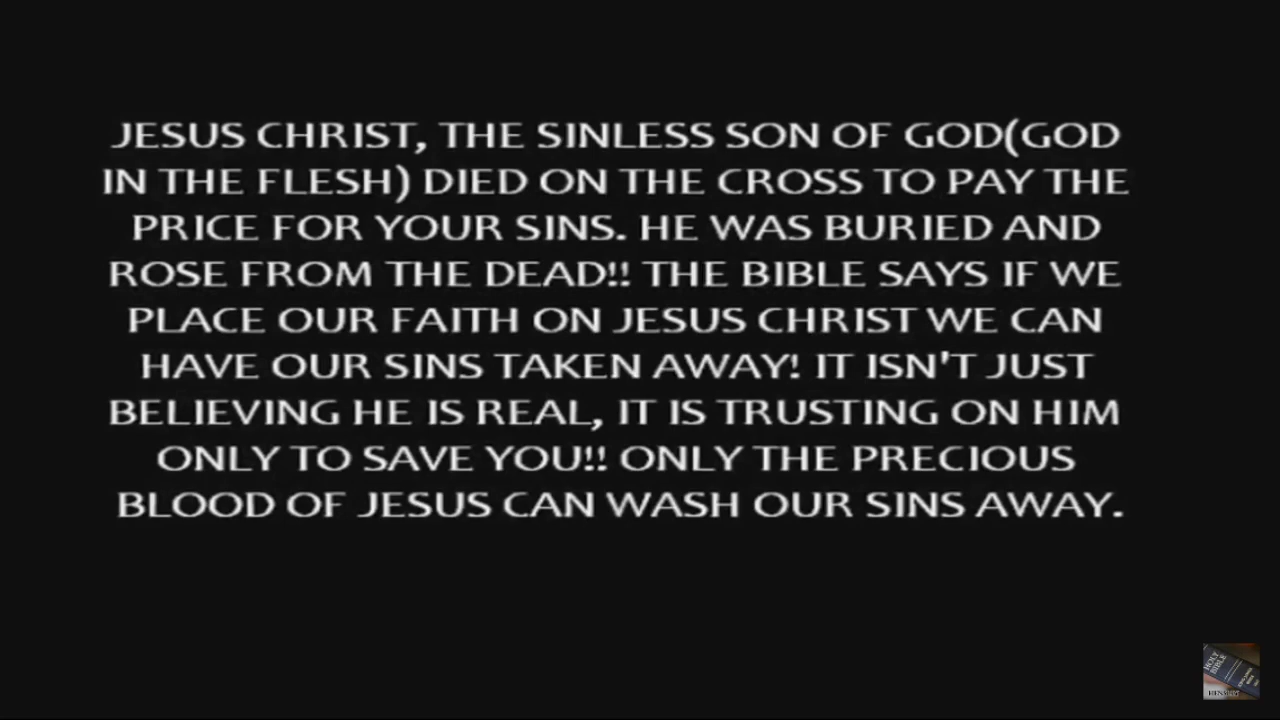 JESUS CHRIST, THE SINLESS SON OF GOD(GOD
IN THE FLESH) DIED ON THE CROSS TO PAY THE
PRICE FOR YOUR SINS. HE WAS BURIED AND
ROSE FROM THE DEAD!! THE BIBLE SAYS IF WE
PLACE OUR FAITH ON JESUS CHRIST WE CAN
HAVE OUR SINS TAKEN AWAY! IT ISN'T JUST
BELIEVING HE IS REAL, IT IS TRUSTING ON HIM
ONLY TO SAVE YOU!! ONLY THE PRECIOUS
BLOOD OF JESUS CAN WASH OUR SINS AWAY.
HOLY
BIBLE